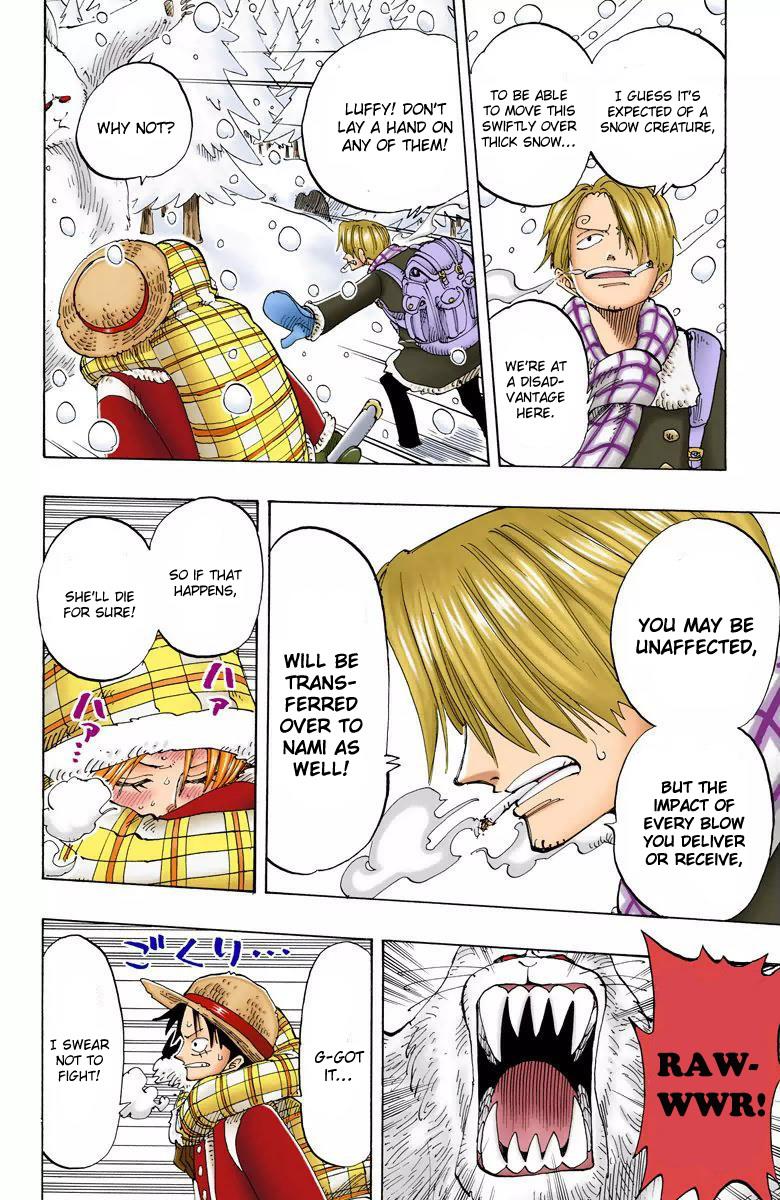 I GUESS IT'S
EXPECTED OF A
SNOW CREATURE,
TO BE ABLE
TO MOVE THIS
SWIFTLY OVER
THICK SNOW...
WE'RE AT
A DISAD-
VANTAGE
HERE.
LUFFY! DON'T
LAY A HAND ON
ANY OF THEM!
WHY NOT?
YOU MAY BE
UNAFFECTED,
BUT THE
IMPACT OF
EVERY BLOW
YOU DELIVER
OR RECEIVE,
WILL BE
TRANS-
FERRED
OVER TO
NAMI AS
WELL!
SO IF THAT
HAPPENS,
SHE'LL DIE
FOR SURE!
ハァ
ハァ…
RAW-
WWR!
ごくり…
G-GOT
IT...
I SWEAR
NOT TO
FIGHT!